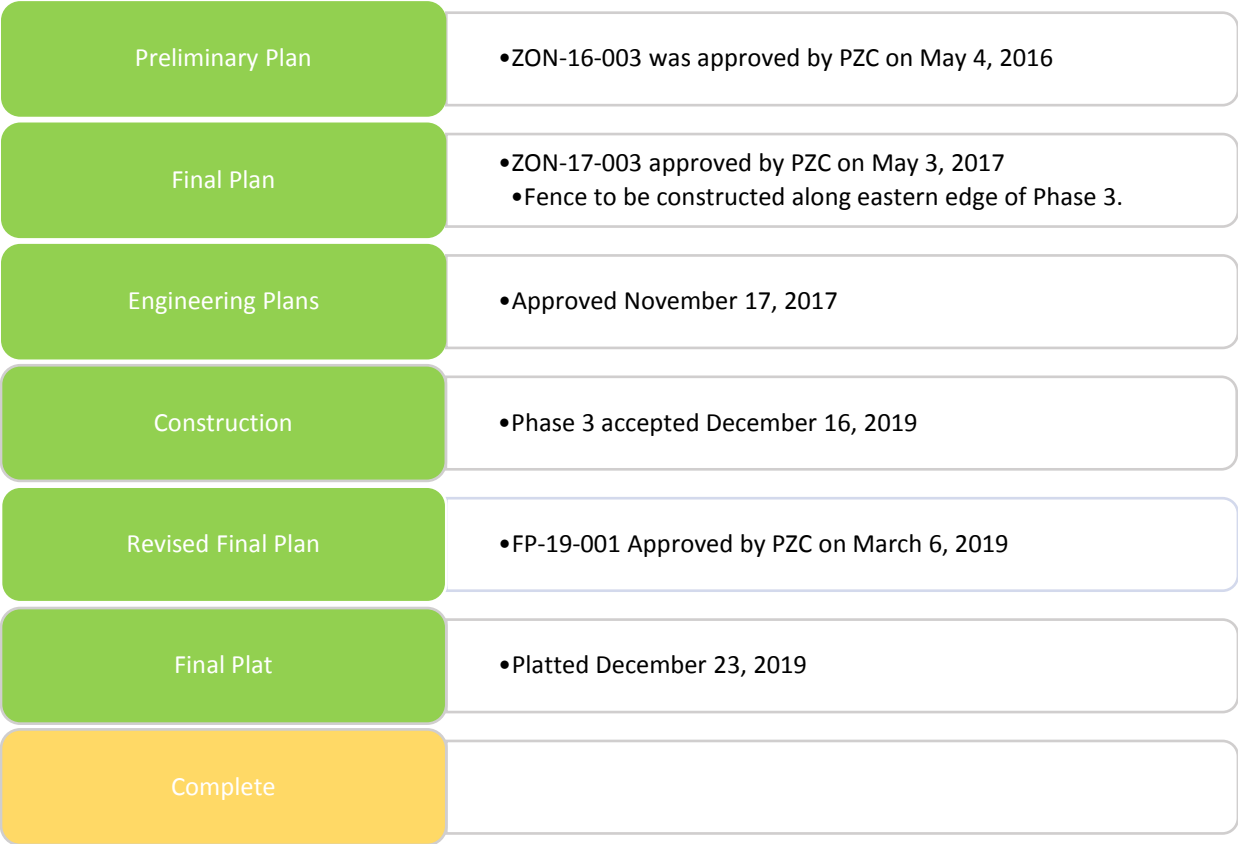 Preliminary Plan
•ZON-16-003 was approved by PZC on May 4, 2016
Final Plan
•ZON-17-003 approved by PZC on May 3, 2017
•Fence to be constructed along eastern edge of Phase 3.
Engineering Plans
•Approved November 17, 2017
Construction
•Phase 3 accepted December 16, 2019
Revised Final Plan
•FP-19-001 Approved by PZC on March 6, 2019
Final Plat
•Platted December 23, 2019
Complete